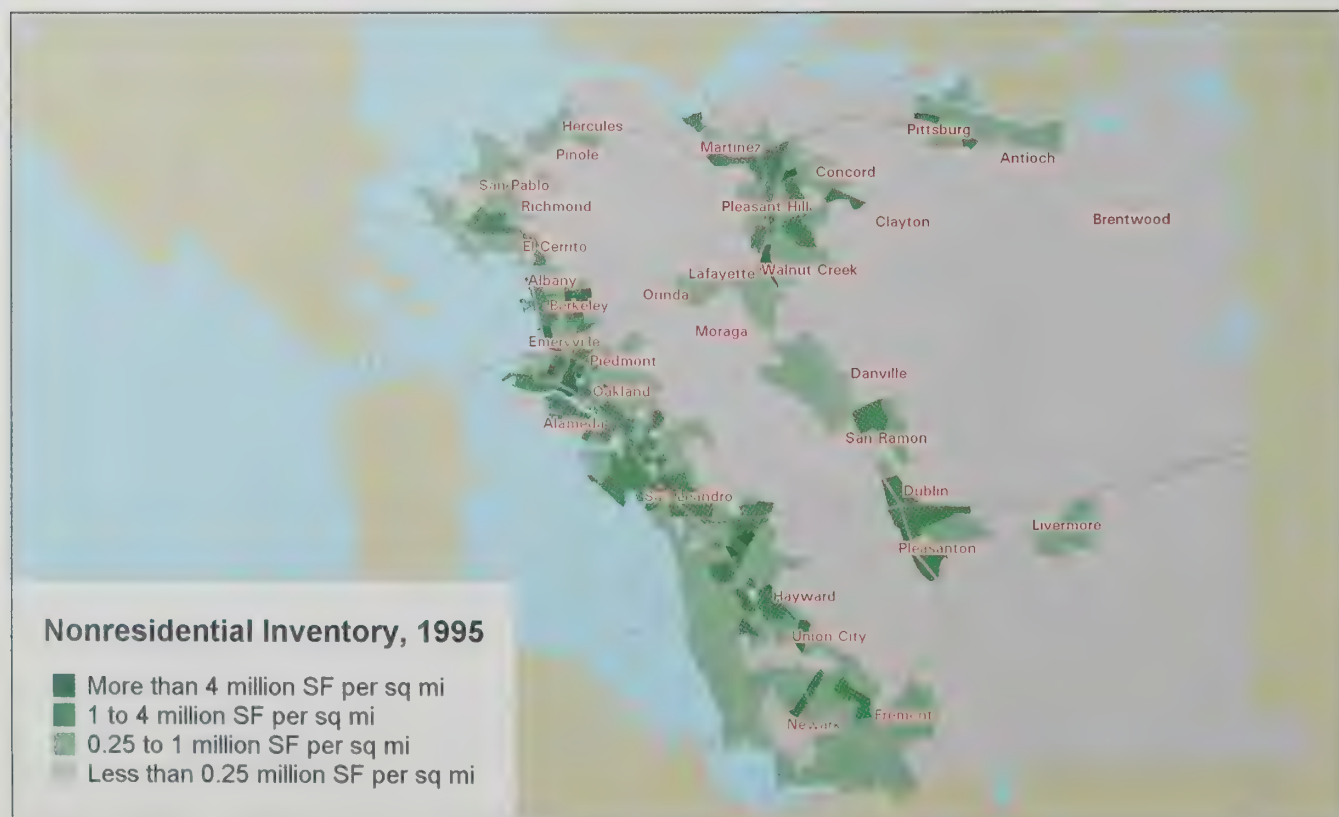 Hercules
Martinez
Pittsburg
Pinole
Antioch
Concord
San Pablo
Richmond
Pleasant Hill
Clayton
Brentwood
El Cerrito
Lafayette
Walnut Creek
Albany
Orinda
Berkeley
Moraga
Emeryville
Piedmont
Danville
Oakland
Alameda
San Ramon
San Leandro
Dublin
Livermore
Pleasanton
Hayward
Union City
Newark
Fremont
Nonresidential Inventory, 1995
More than 4 million SF per sq mi
1 to 4 million SF per sq mi
0.25 to 1 million SF per sq mi
Less than 0.25 million SF per sq mi